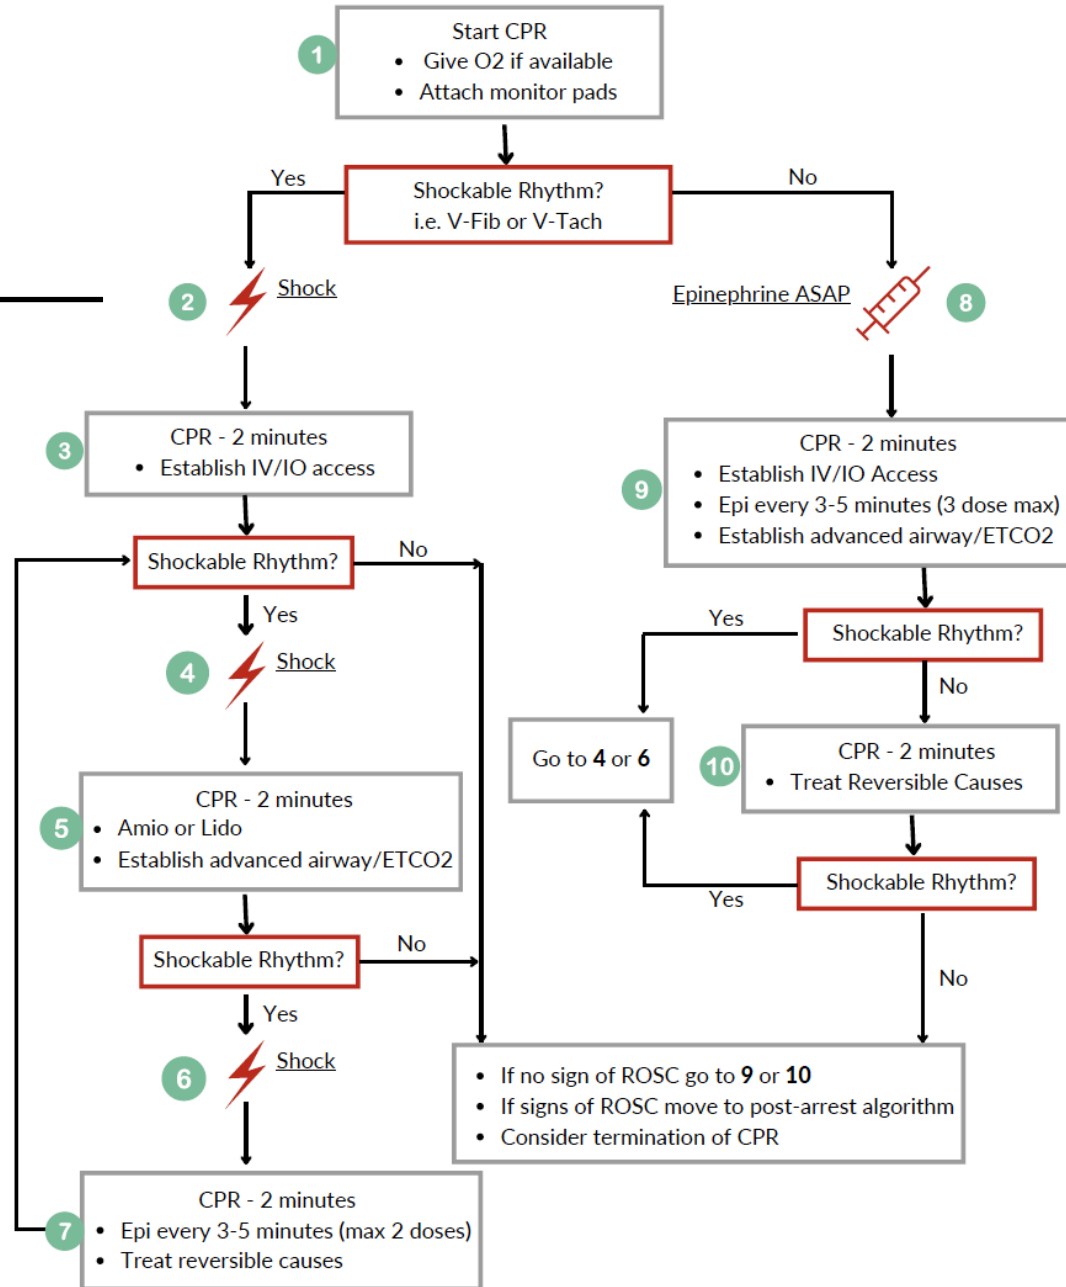 1
Start CPR
• Give O2 if available
• Attach monitor pads
Shockable Rhythm?
i.e. V-Fib or V-Tach
Yes
No
2
Shock
3
CPR - 2 minutes
• Establish IV/IO access
Shockable Rhythm?
No
Yes
4
Shock
5
CPR - 2 minutes
• Amio or Lido
• Establish advanced airway/ETCO2
Shockable Rhythm?
No
Yes
6
Shock
7
CPR - 2 minutes
• Epi every 3-5 minutes (max 2 doses)
• Treat reversible causes
Epinephrine ASAP
8
9
CPR - 2 minutes
• Establish IV/IO Access
• Epi every 3-5 minutes (3 dose max)
• Establish advanced airway/ETCO2
Shockable Rhythm?
Yes
No
Go to 4 or 6
10
CPR - 2 minutes
• Treat Reversible Causes
Shockable Rhythm?
Yes
No
• If no sign of ROSC go to 9 or 10
• If signs of ROSC move to post-arrest algorithm
• Consider termination of CPR